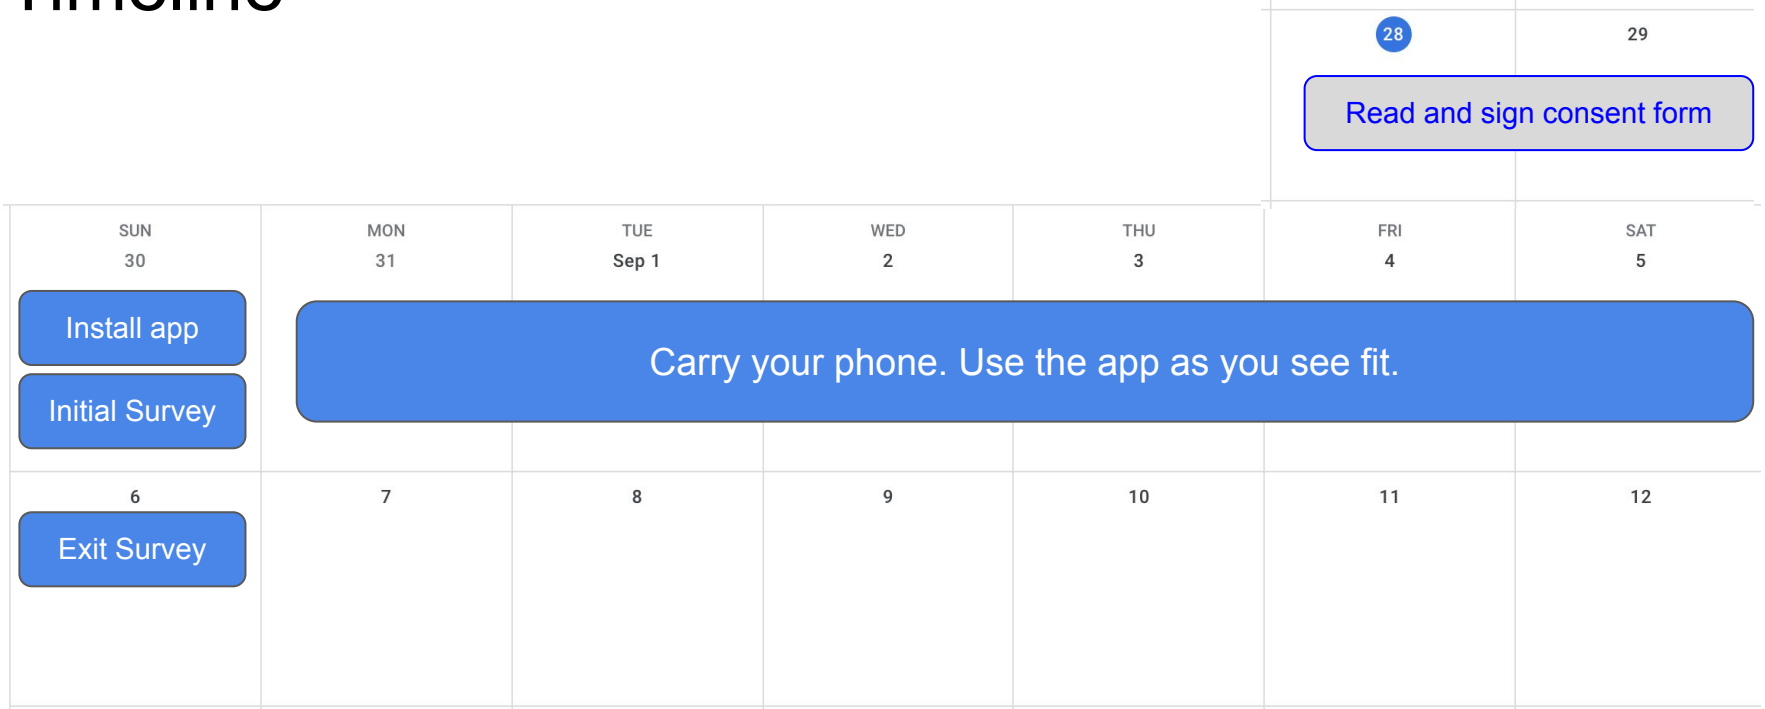 Timeline
28 29
Read and sign consent form
SUN MON TUE WED THU FRI SAT
30 31 Sep 1 2 3 4 5
Install app
Carry your phone. Use the app as you see fit.
Initial Survey
6 7 8 9 10 11 12
Exit Survey